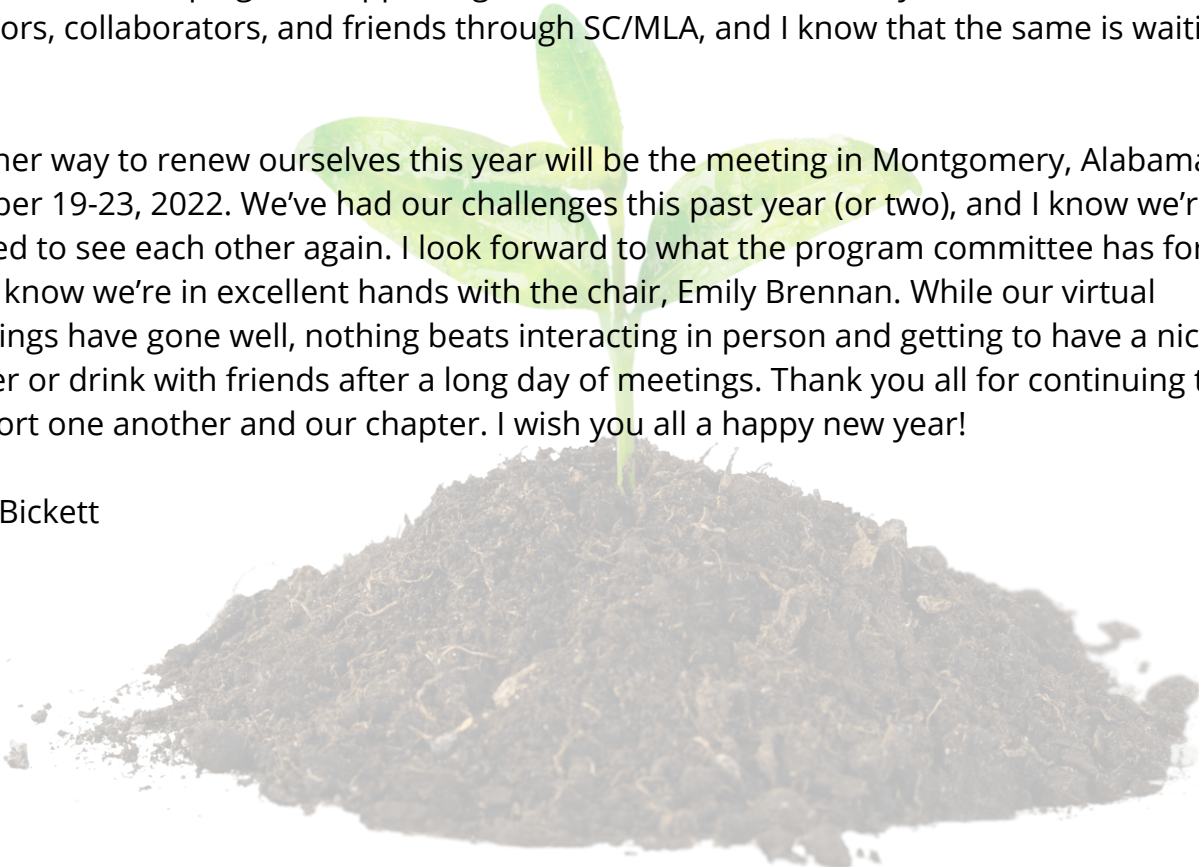 ors, collaborators, and friends through SC/MLA, and I know that the same is waiti
her way to renew ourselves this year will be the meeting in Montgomery, Alabama
ber 19-23, 2022. We’ve had our challenges this past year (or two), and I know we’r
ed to see each other again. I look forward to what the program committee has for
know we’re in excellent hands with the chair, Emily Brennan. While our virtual
ings have gone well, nothing beats interacting in person and getting to have a nic
er or drink with friends after a long day of meetings. Thank you all for continuing t
ort one another and our chapter. I wish you all a happy new year!
Bickett